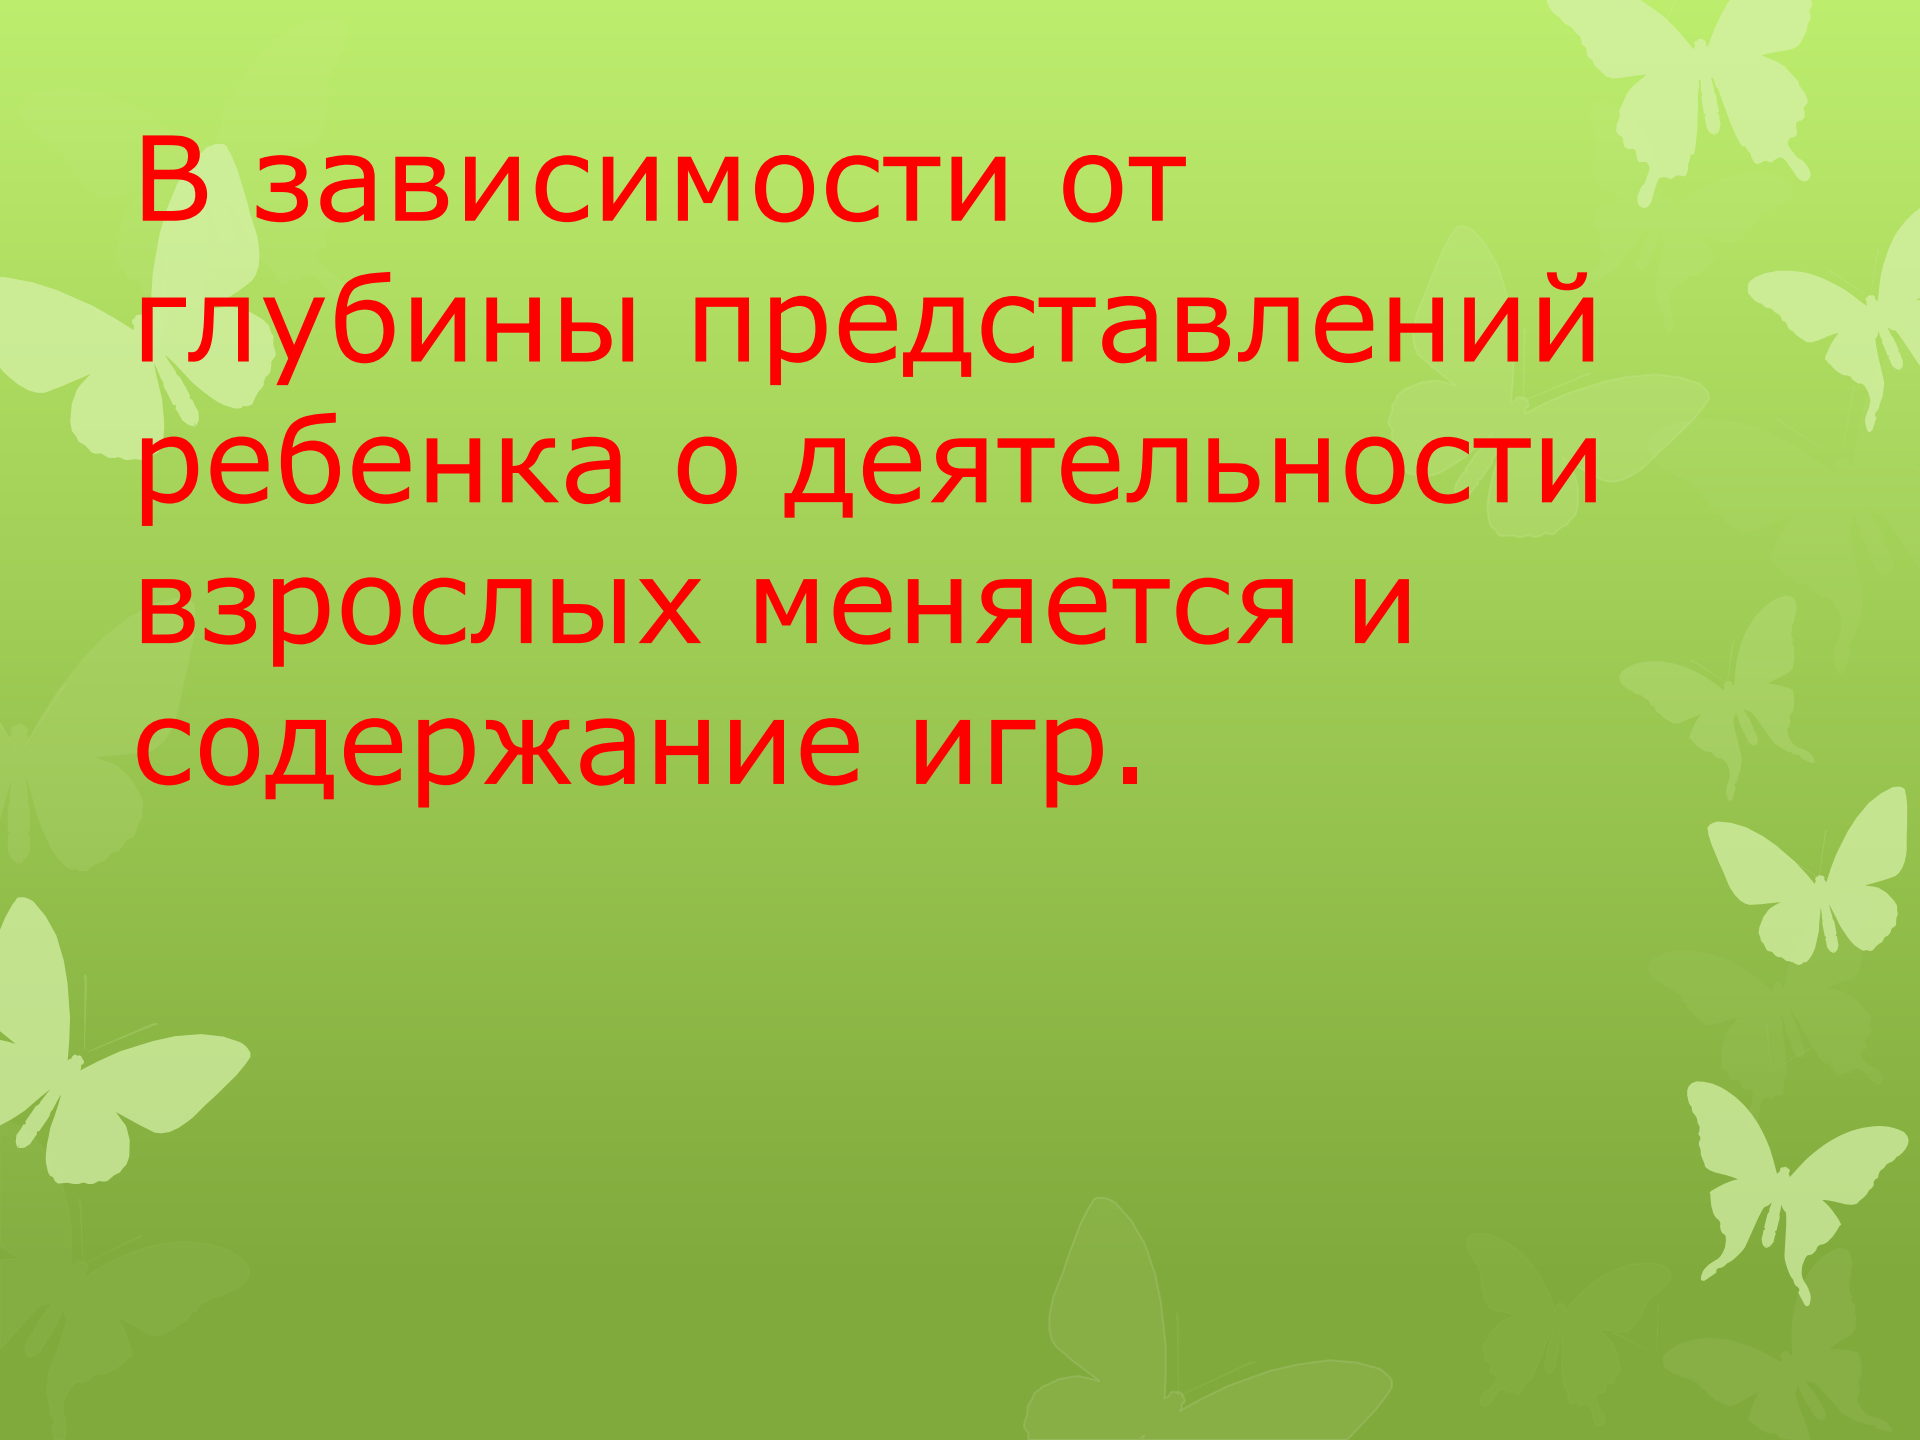 В зависимости от
глубины представлений
ребенка о деятельности
взрослых меняется и
содержание игр.